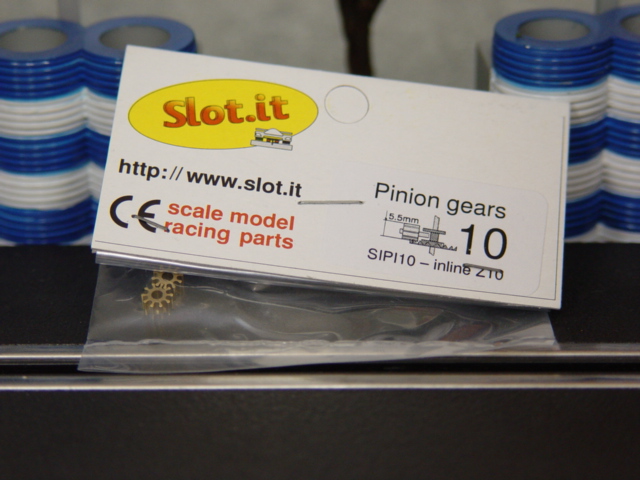 Slot.it
http://www.slot.it
CE scale model
racing parts
Pinion gears
5.5mm
10
SIPI10 – inline Z10